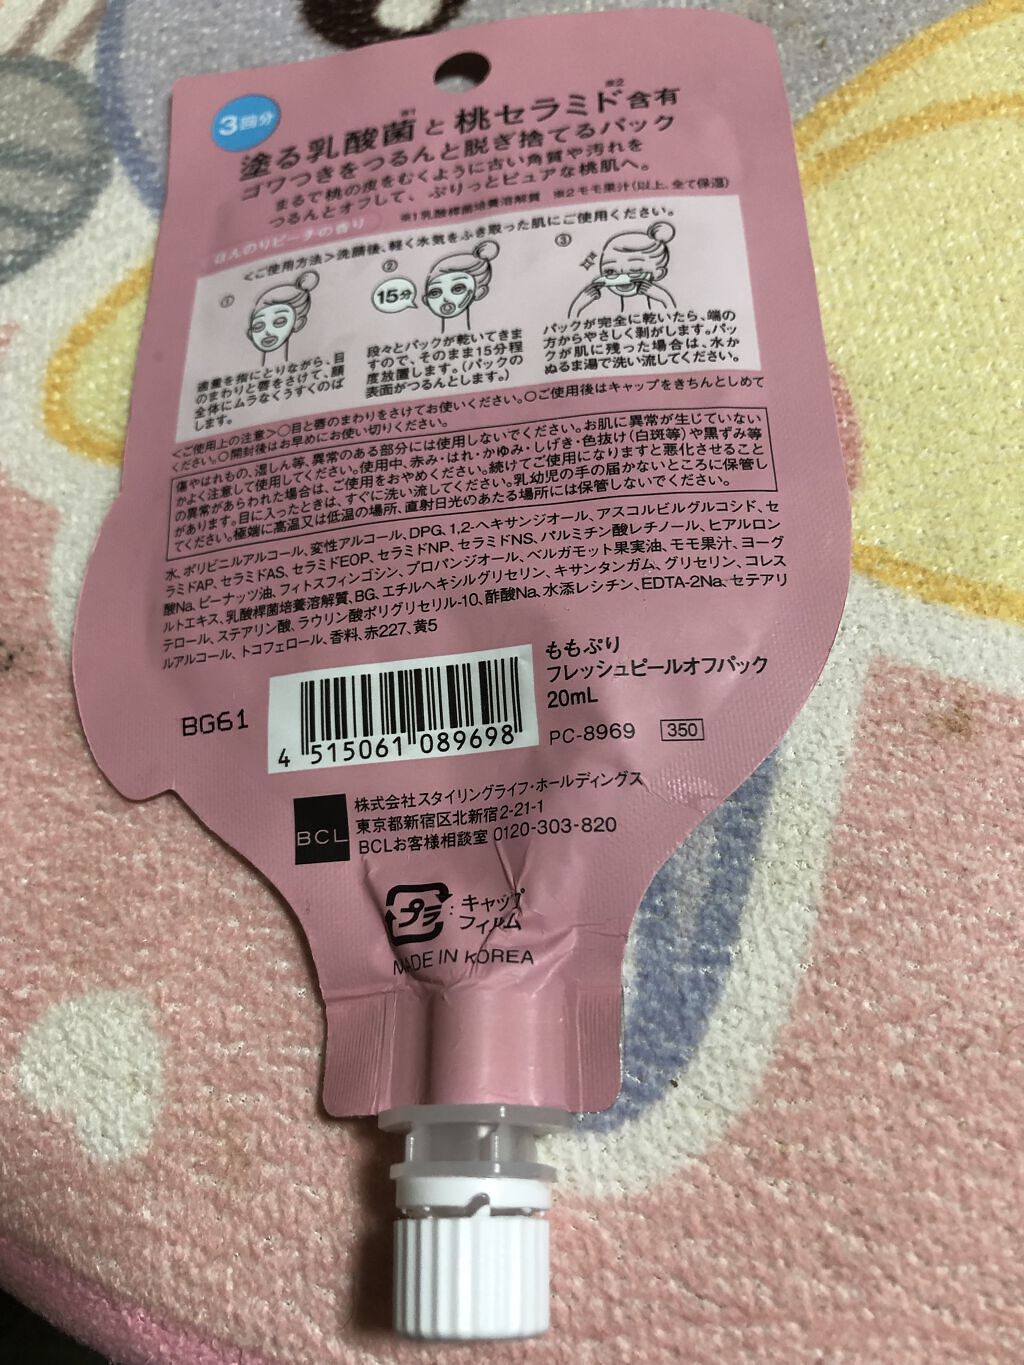 3回分
塗る乳酸菌※1と桃セラミド※2含有
ゴワつきをつるんと脱ぎ捨てるパック
まるで桃の皮をむくように古い角質や汚れを
つるんとオフして、ぷりっとピュアな桃肌へ。
※1乳酸桿菌培養溶解質 ※2モモ果汁(以上、全て保湿)
ほんのりピーチの香り
<ご使用方法>洗顔後、軽く水気をふき取った肌にご使用ください。
①
適量を指にとりながら、目
のまわりと唇をさけて、顔
全体にムラなくうすくのば
します。
②
15分
段々とパックが乾いてきま
すので、そのまま15分程
度放置します。(パックの
表面がつるんとします。)
③
パックが完全に乾いたら、端の
方からやさしく剥がします。パッ
クが肌に残った場合は、水か
ぬるま湯で洗い流してください。
<ご使用上の注意>○目と唇のまわりをさけてお使いください。○ご使用後はキャップをきちんとしめて
ください。○開封後はお早めにお使い切りください。
傷やはれもの、湿しん等、異常のある部分には使用しないでください。お肌に異常が生じていない
かよく注意して使用してください。使用中、赤み・はれ・かゆみ・しげき・色抜け(白斑等)や黒ずみ等
の異常があらわれた場合は、ご使用をおやめください。続けてご使用になりますと悪化させること
があります。目に入ったときは、すぐに洗い流してください。乳幼児の手の届かないところに保管し
てください。極端に高温又は低温の場所、直射日光のあたる場所には保管しないでください。
水、ポリビニルアルコール、変性アルコール、DPG、1,2-ヘキサンジオール、アスコルビルグルコシド、セ
ラミドAP、セラミドAS、セラミドEOP、セラミドNP、セラミドNS、パルミチン酸レチノール、ヒアルロン
酸Na、ピーナッツ油、フィトスフィンゴシン、プロパンジオール、ベルガモット果実油、モモ果汁、ヨーグ
ルトエキス、乳酸桿菌培養溶解質、BG、エチルヘキシルグリセリン、キサンタンガム、グリセリン、コレス
テロール、ステアリン酸、ラウリン酸ポリグリセリル-10、酢酸Na、水添レシチン、EDTA-2Na、セテアリ
ルアルコール、トコフェロール、香料、赤227、黄5
BG61
4 515061 089698
ももぷり
フレッシュピールオフパック
20mL
PC-8969 350
BCL
株式会社スタイリングライフ・ホールディングス
東京都新宿区北新宿2-21-1
BCLお客様相談室 0120-303-820
プラ:キャップ
フィルム
MADE IN KOREA